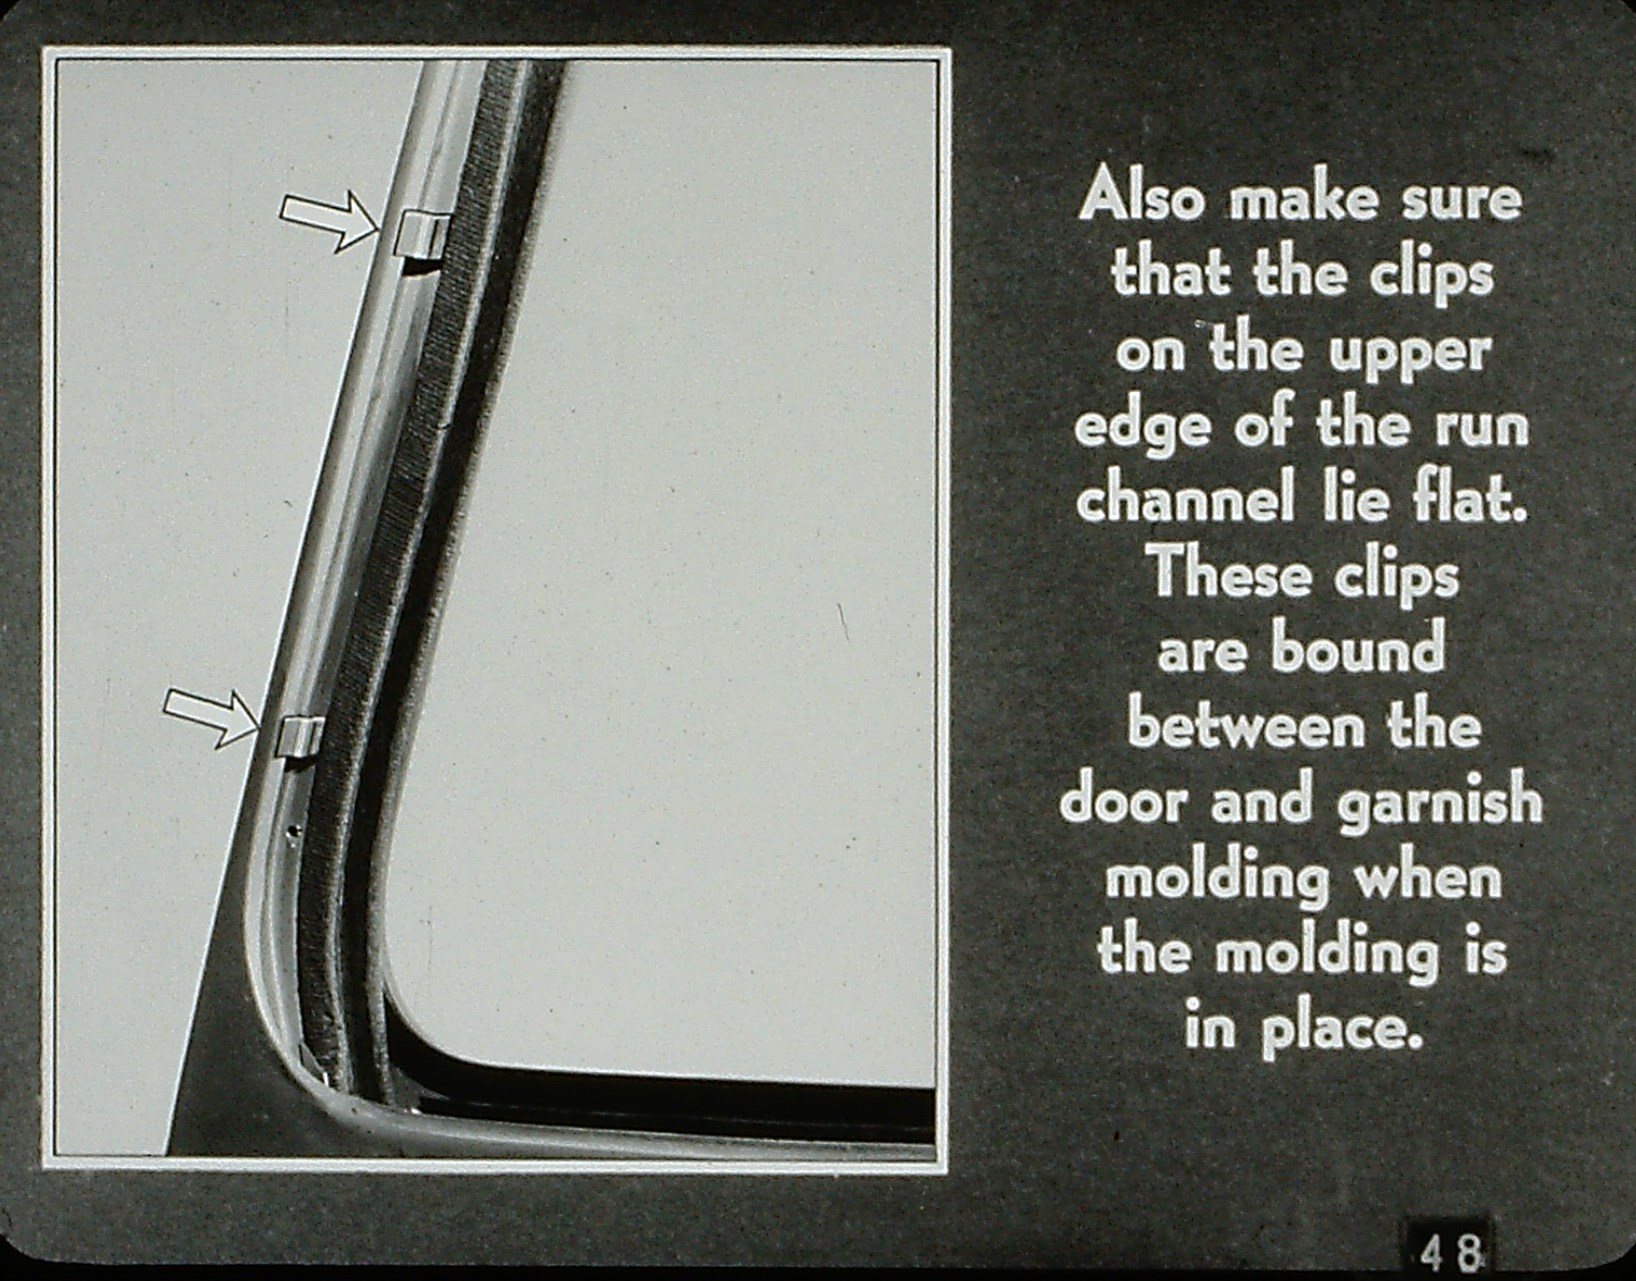 Also make sure
that the clips
on the upper
edge of the run
channel lie flat.
These clips
are bound
between the
door and garnish
molding when
the molding is
in place.
48